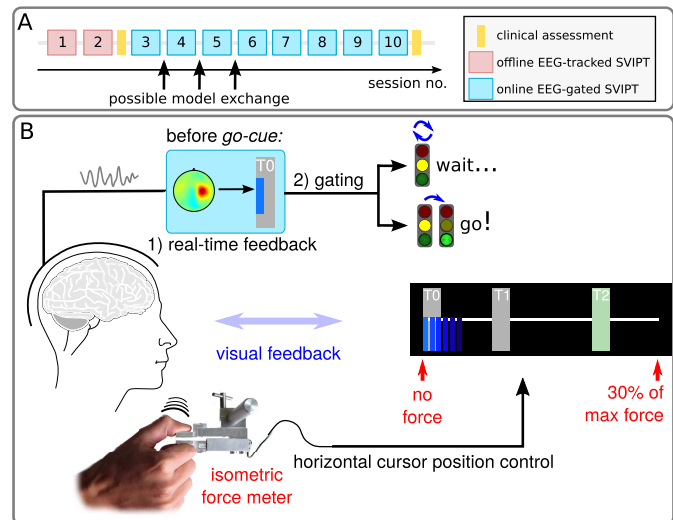 A
1 2 3 4 5 6 7 8 9 10
session no.
possible model exchange
clinical assessment
offline EEG-tracked SVIPT
online EEG-gated SVIPT
B
before go-cue:
T0
1) real-time feedback
2) gating
wait...
go!
visual feedback
T0 T1 T2
no
force
30% of
max force
horizontal cursor position control
isometric
force meter